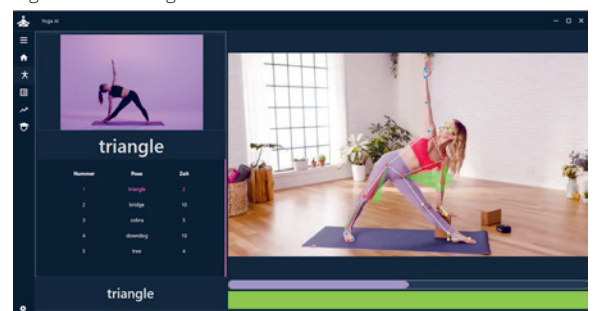 Yoga AI
triangle
Nummer Pose Zeit
1 triangle 2
2 bridge 10
3 cobra 5
4 downdog 10
5 tree 4
triangle